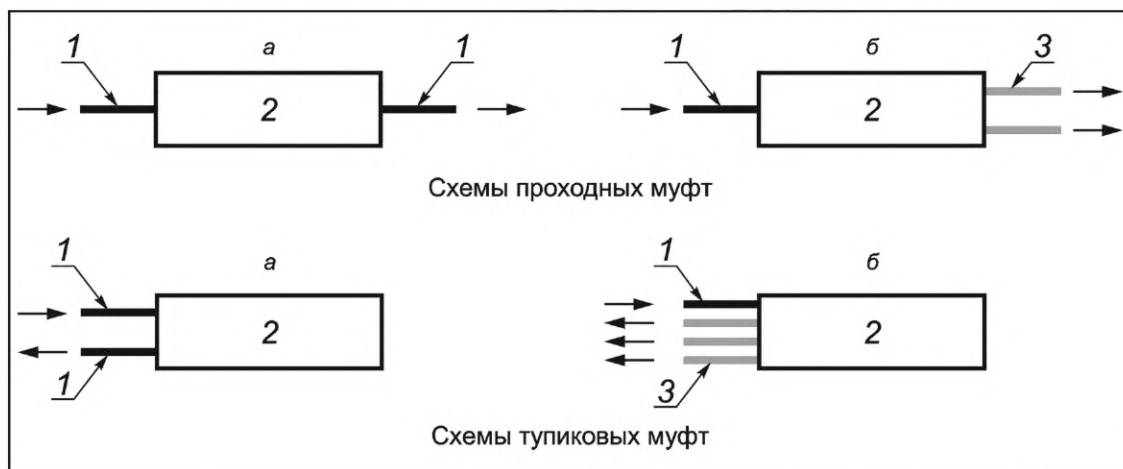 1 а 1 1 б 3
2 2
Схемы проходных муфт
1 а 1 б
2 2
1 3
Схемы тупиковых муфт